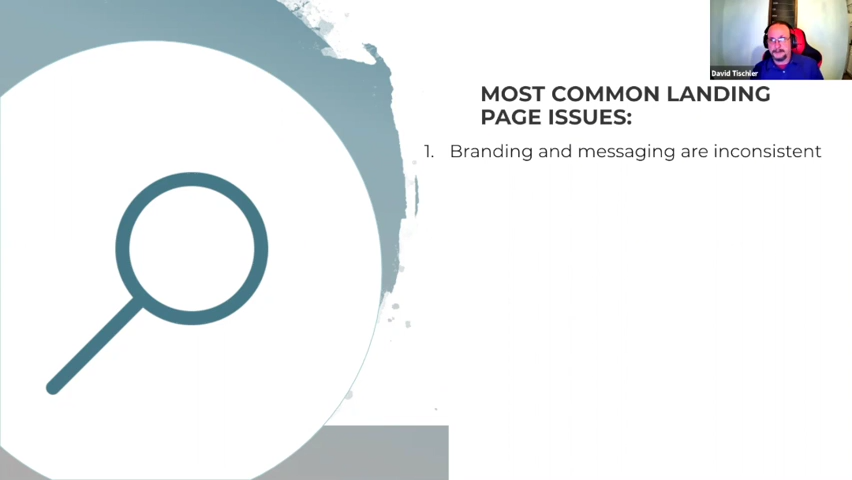 David Tischler
MOST COMMON LANDING
PAGE ISSUES:
1. Branding and messaging are inconsistent